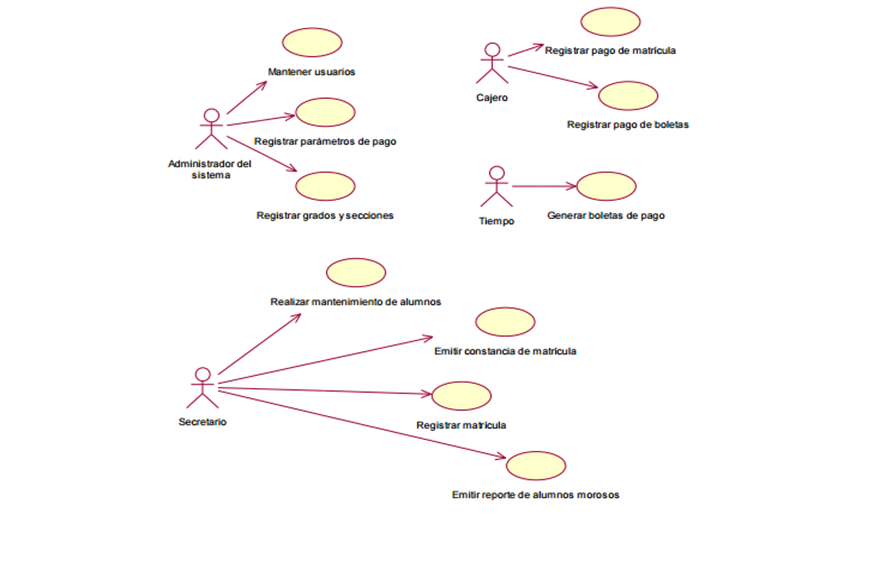 Registrar pago de matrícula
Mantener usuarios
Cajero
Registrar pago de boletas
Registrar parámetros de pago
Administrador del
sistema
Registrar grados y secciones
Tiempo
Generar boletas de pago
Realizar mantenimiento de alumnos
Emitir constancia de matrícula
Secretario
Registrar matrícula
Emitir reporte de alumnos morosos